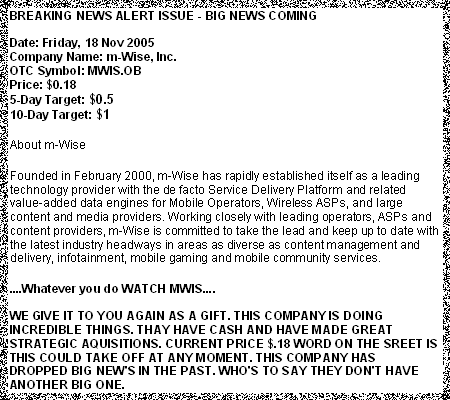 BREAKING NEWS ALERT ISSUE - BIG NEWS COMING
Date: Friday, 18 Nov 2005
Company Name: m-Wise, Inc.
OTC Symbol: MWIS.OB
Price: $0.18
5-Day Target: $0.5
10-Day Target: $1
About m-Wise
Founded in February 2000, m-Wise has rapidly established itself as a leading
technology provider with the de facto Service Delivery Platform and related
value-added data engines for Mobile Operators, Wireless ASPs, and large
content and media providers. Working closely with leading operators, ASPs and
content providers, m-Wise is committed to take the lead and keep up to date with
the latest industry headways in areas as diverse as content management and
delivery, infotainment, mobile gaming and mobile community services.
....Whatever you do WATCH MWIS....
WE GIVE IT TO YOU AGAIN AS A GIFT. THIS COMPANY IS DOING
INCREDIBLE THINGS. THAY HAVE CASH AND HAVE MADE GREAT
STRATEGIC AQUISITIONS. CURRENT PRICE $.18 WORD ON THE SREET IS
THIS COULD TAKE OFF AT ANY MOMENT. THIS COMPANY HAS
DROPPED BIG NEW'S IN THE PAST. WHO'S TO SAY THEY DON'T HAVE
ANOTHER BIG ONE.